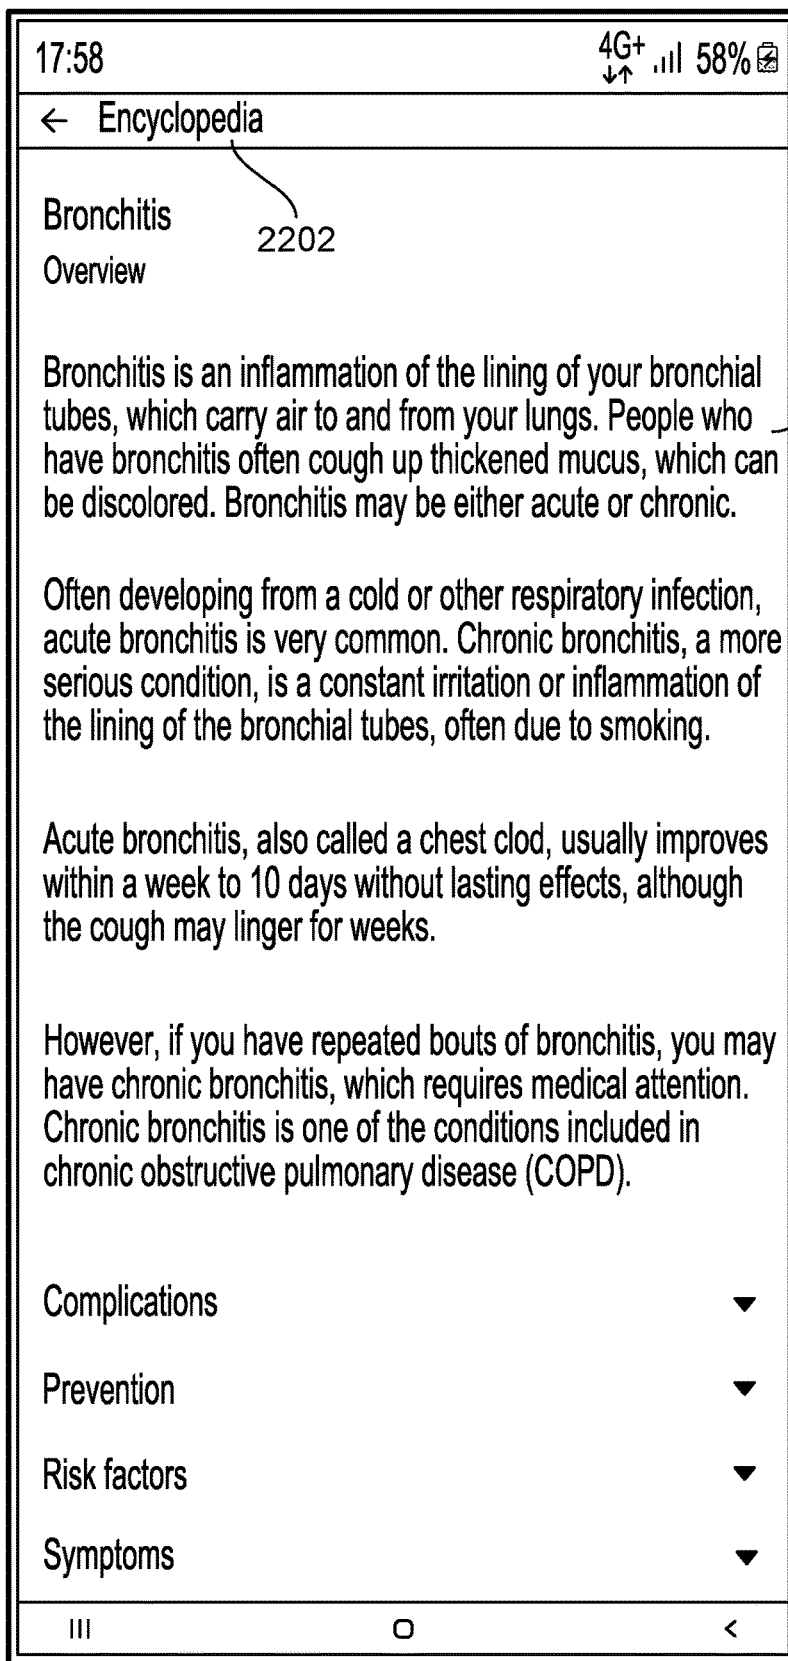 17:58 4G+ 58%
← Encyclopedia
2202
Bronchitis
Overview
Bronchitis is an inflammation of the lining of your bronchial
tubes, which carry air to and from your lungs. People who
have bronchitis often cough up thickened mucus, which can
be discolored. Bronchitis may be either acute or chronic.
Often developing from a cold or other respiratory infection,
acute bronchitis is very common. Chronic bronchitis, a more
serious condition, is a constant irritation or inflammation of
the lining of the bronchial tubes, often due to smoking.
Acute bronchitis, also called a chest clod, usually improves
within a week to 10 days without lasting effects, although
the cough may linger for weeks.
However, if you have repeated bouts of bronchitis, you may
have chronic bronchitis, which requires medical attention.
Chronic bronchitis is one of the conditions included in
chronic obstructive pulmonary disease (COPD).
Complications
Prevention
Risk factors
Symptoms